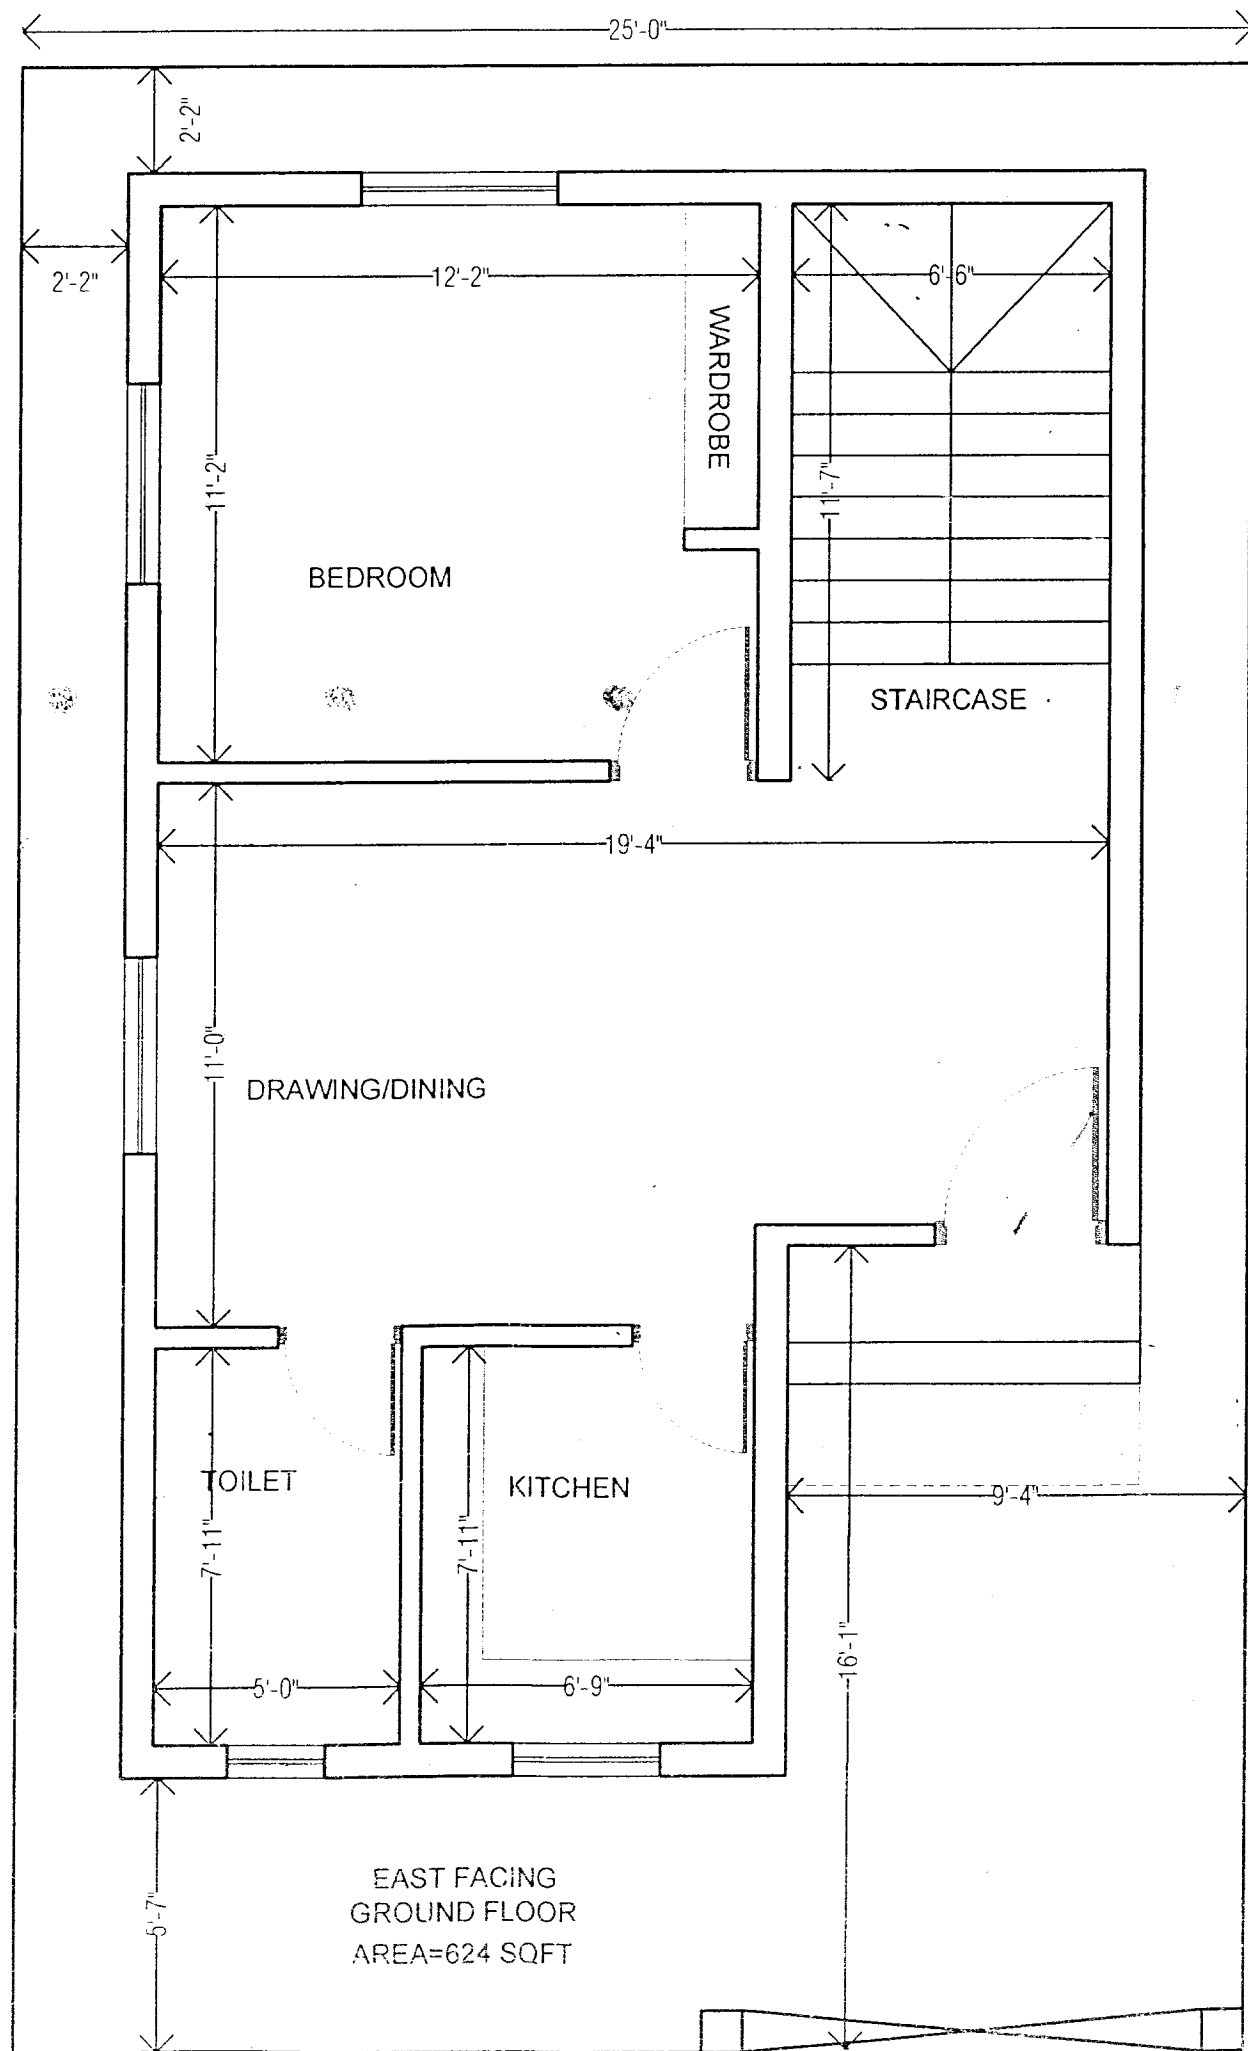 25'-0"
2'-2"
2'-2"
12'-2"
6'-6"
WARDROBE
11'-2"
11'-7"
BEDROOM
STAIRCASE
19'-4"
11'-0"
DRAWING/DINING
TOILET
KITCHEN
9'-4"
7'-11"
7'-11"
16'-1"
5'-0"
6'-9"
EAST FACING
GROUND FLOOR
AREA=624 SQFT
5'-7"